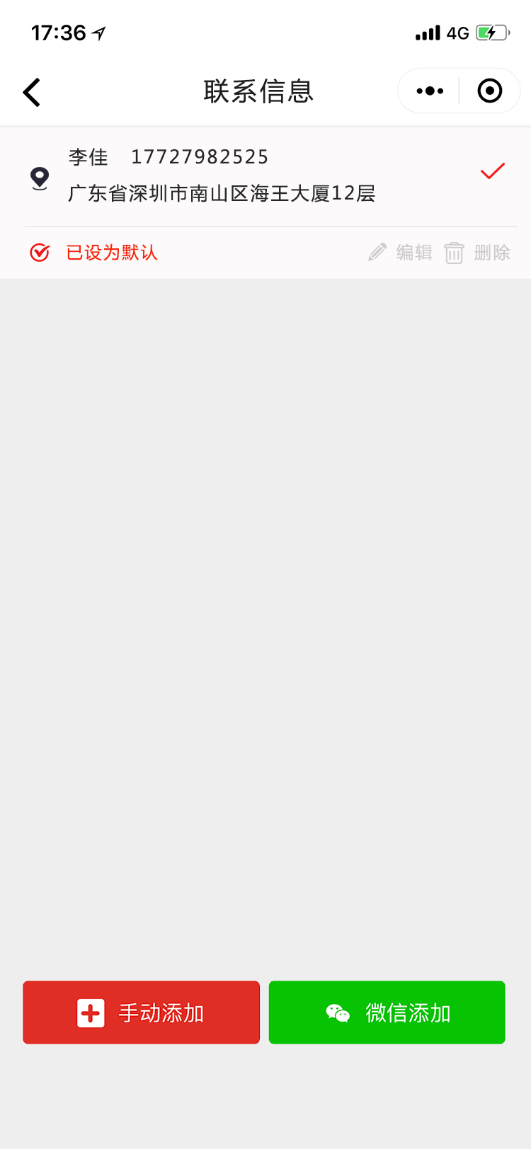 17:36 4G
联系信息
李佳 17727982525
广东省深圳市南山区海王大厦12层
已设为默认 编辑 删除
手动添加 微信添加